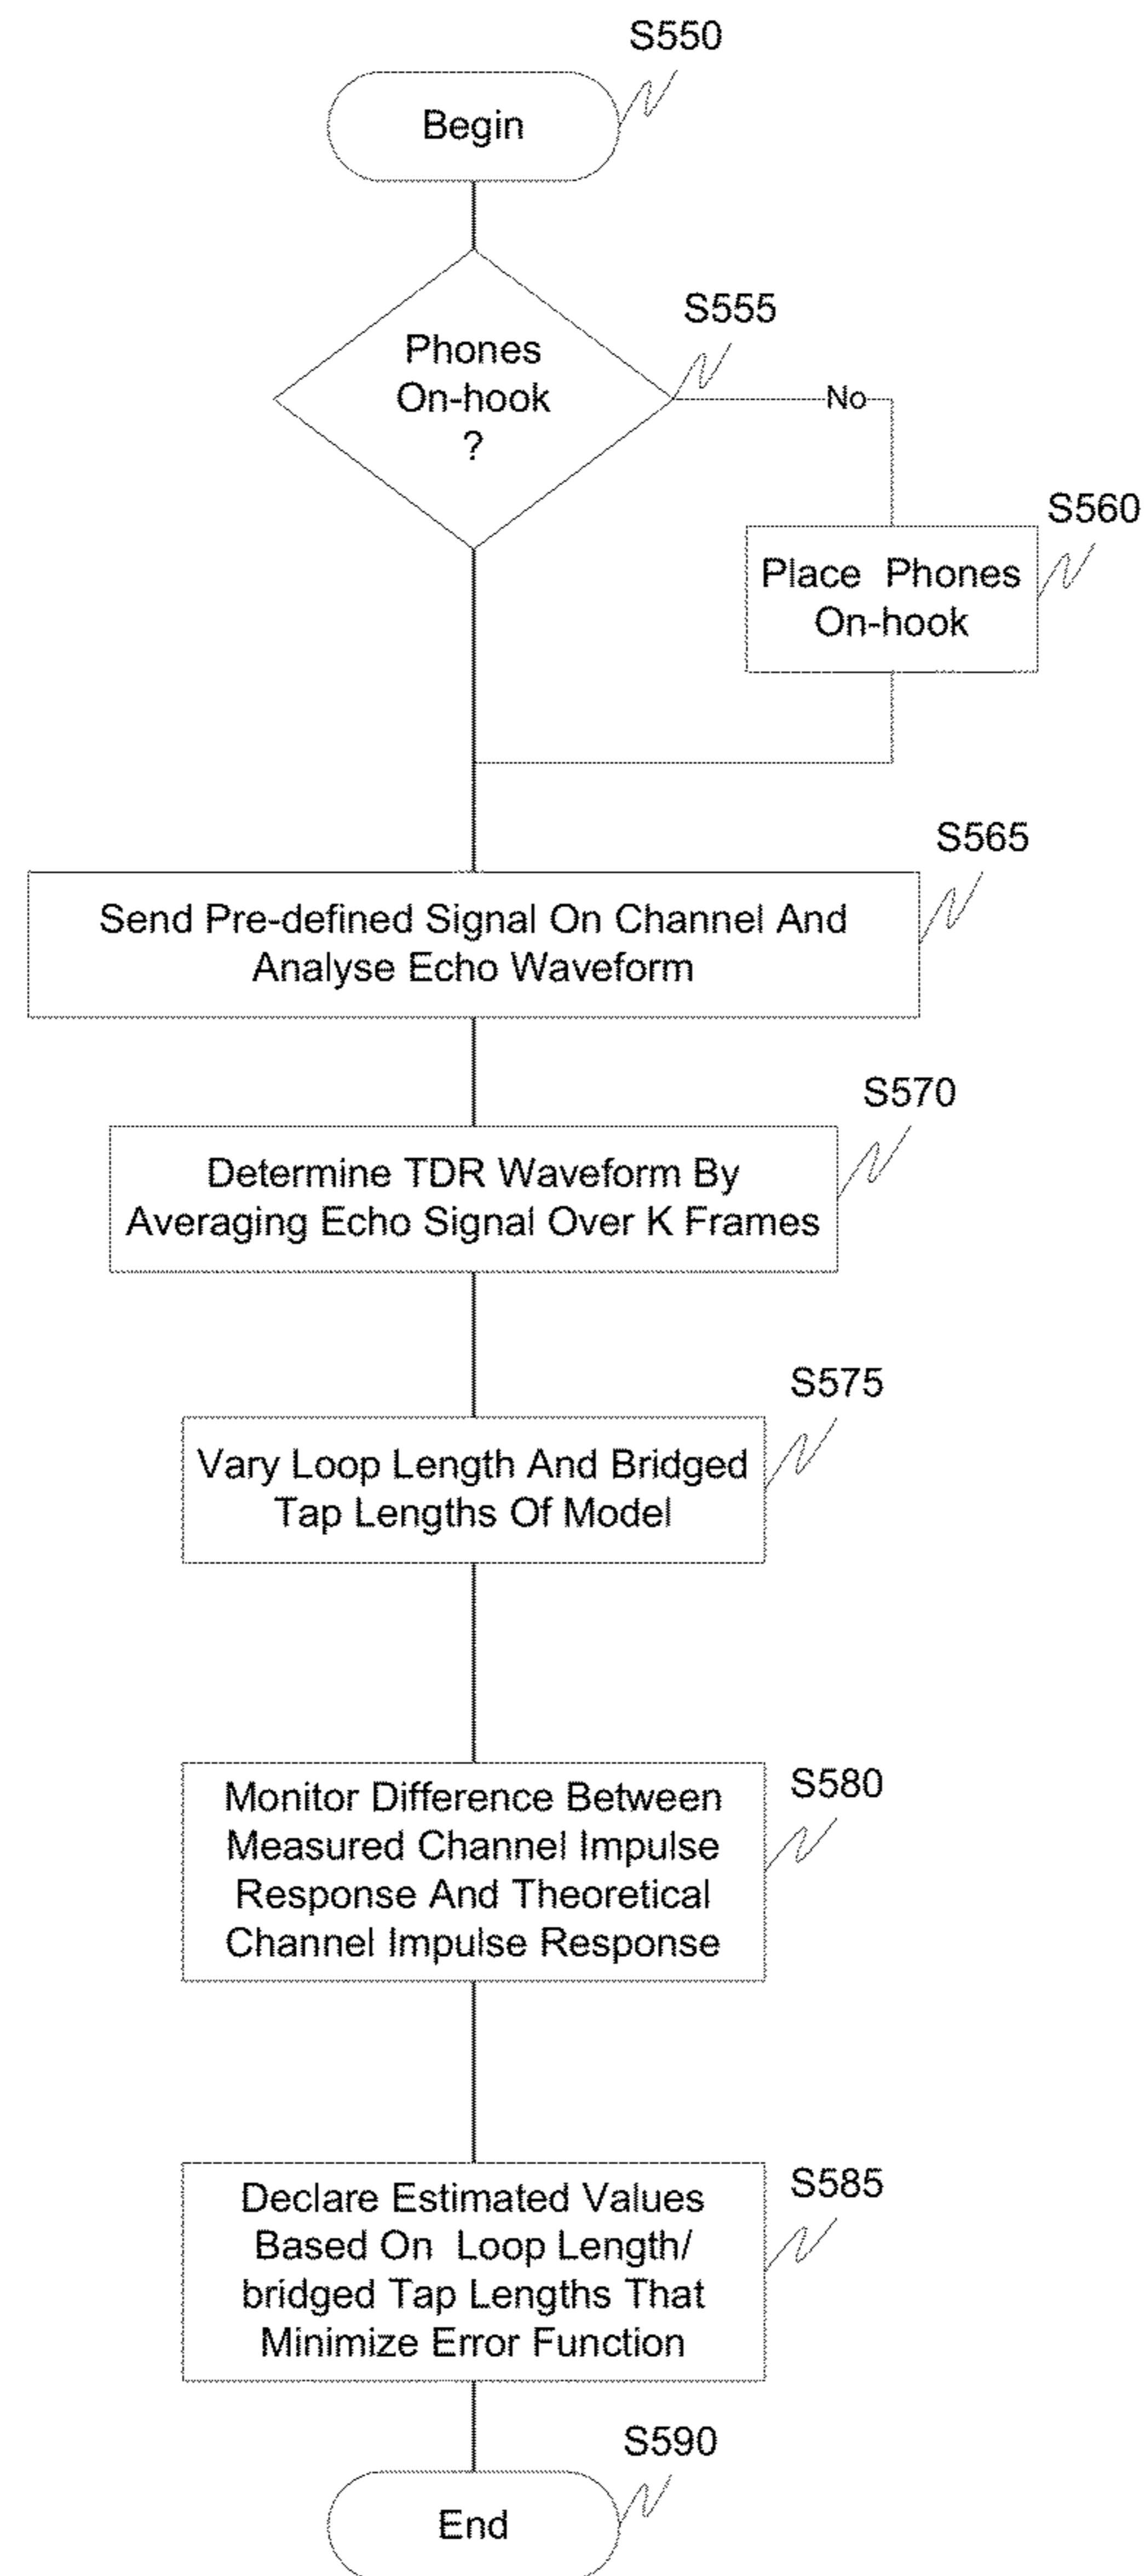 S550
Begin
S555
Phones
On-hook
?
No
S560
Place Phones
On-hook
S565
Send Pre-defined Signal On Channel And
Analyse Echo Waveform
S570
Determine TDR Waveform By
Averaging Echo Signal Over K Frames
S575
Vary Loop Length And Bridged
Tap Lengths Of Model
S580
Monitor Difference Between
Measured Channel Impulse
Response And Theoretical
Channel Impulse Response
S585
Declare Estimated Values
Based On Loop Length/
bridged Tap Lengths That
Minimize Error Function
S590
End